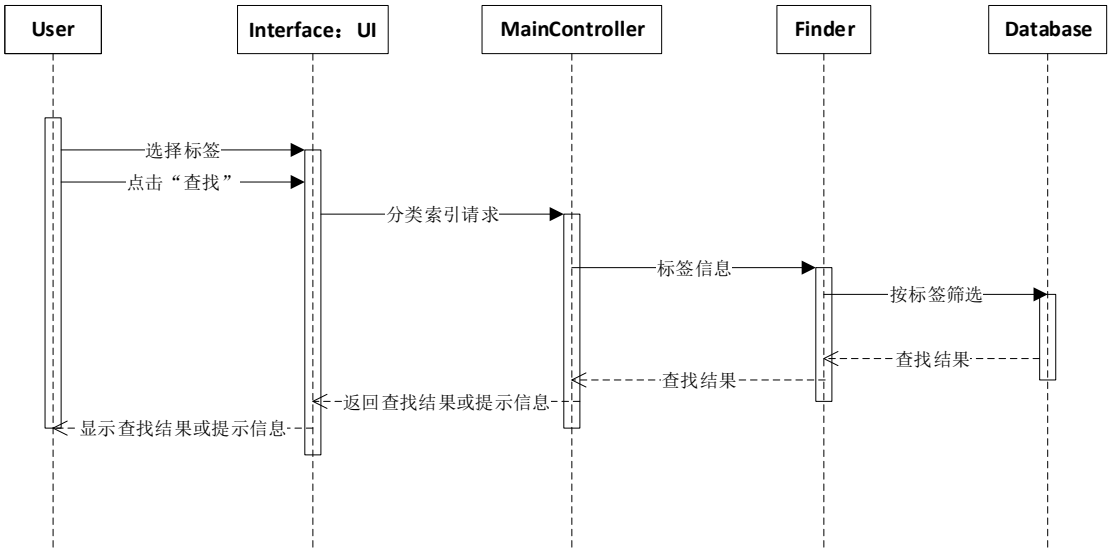 User
Interface：UI
MainController
Finder
Database
选择标签
点击“查找”
分类索引请求
标签信息
按标签筛选
查找结果
查找结果
返回查找结果或提示信息
显示查找结果或提示信息